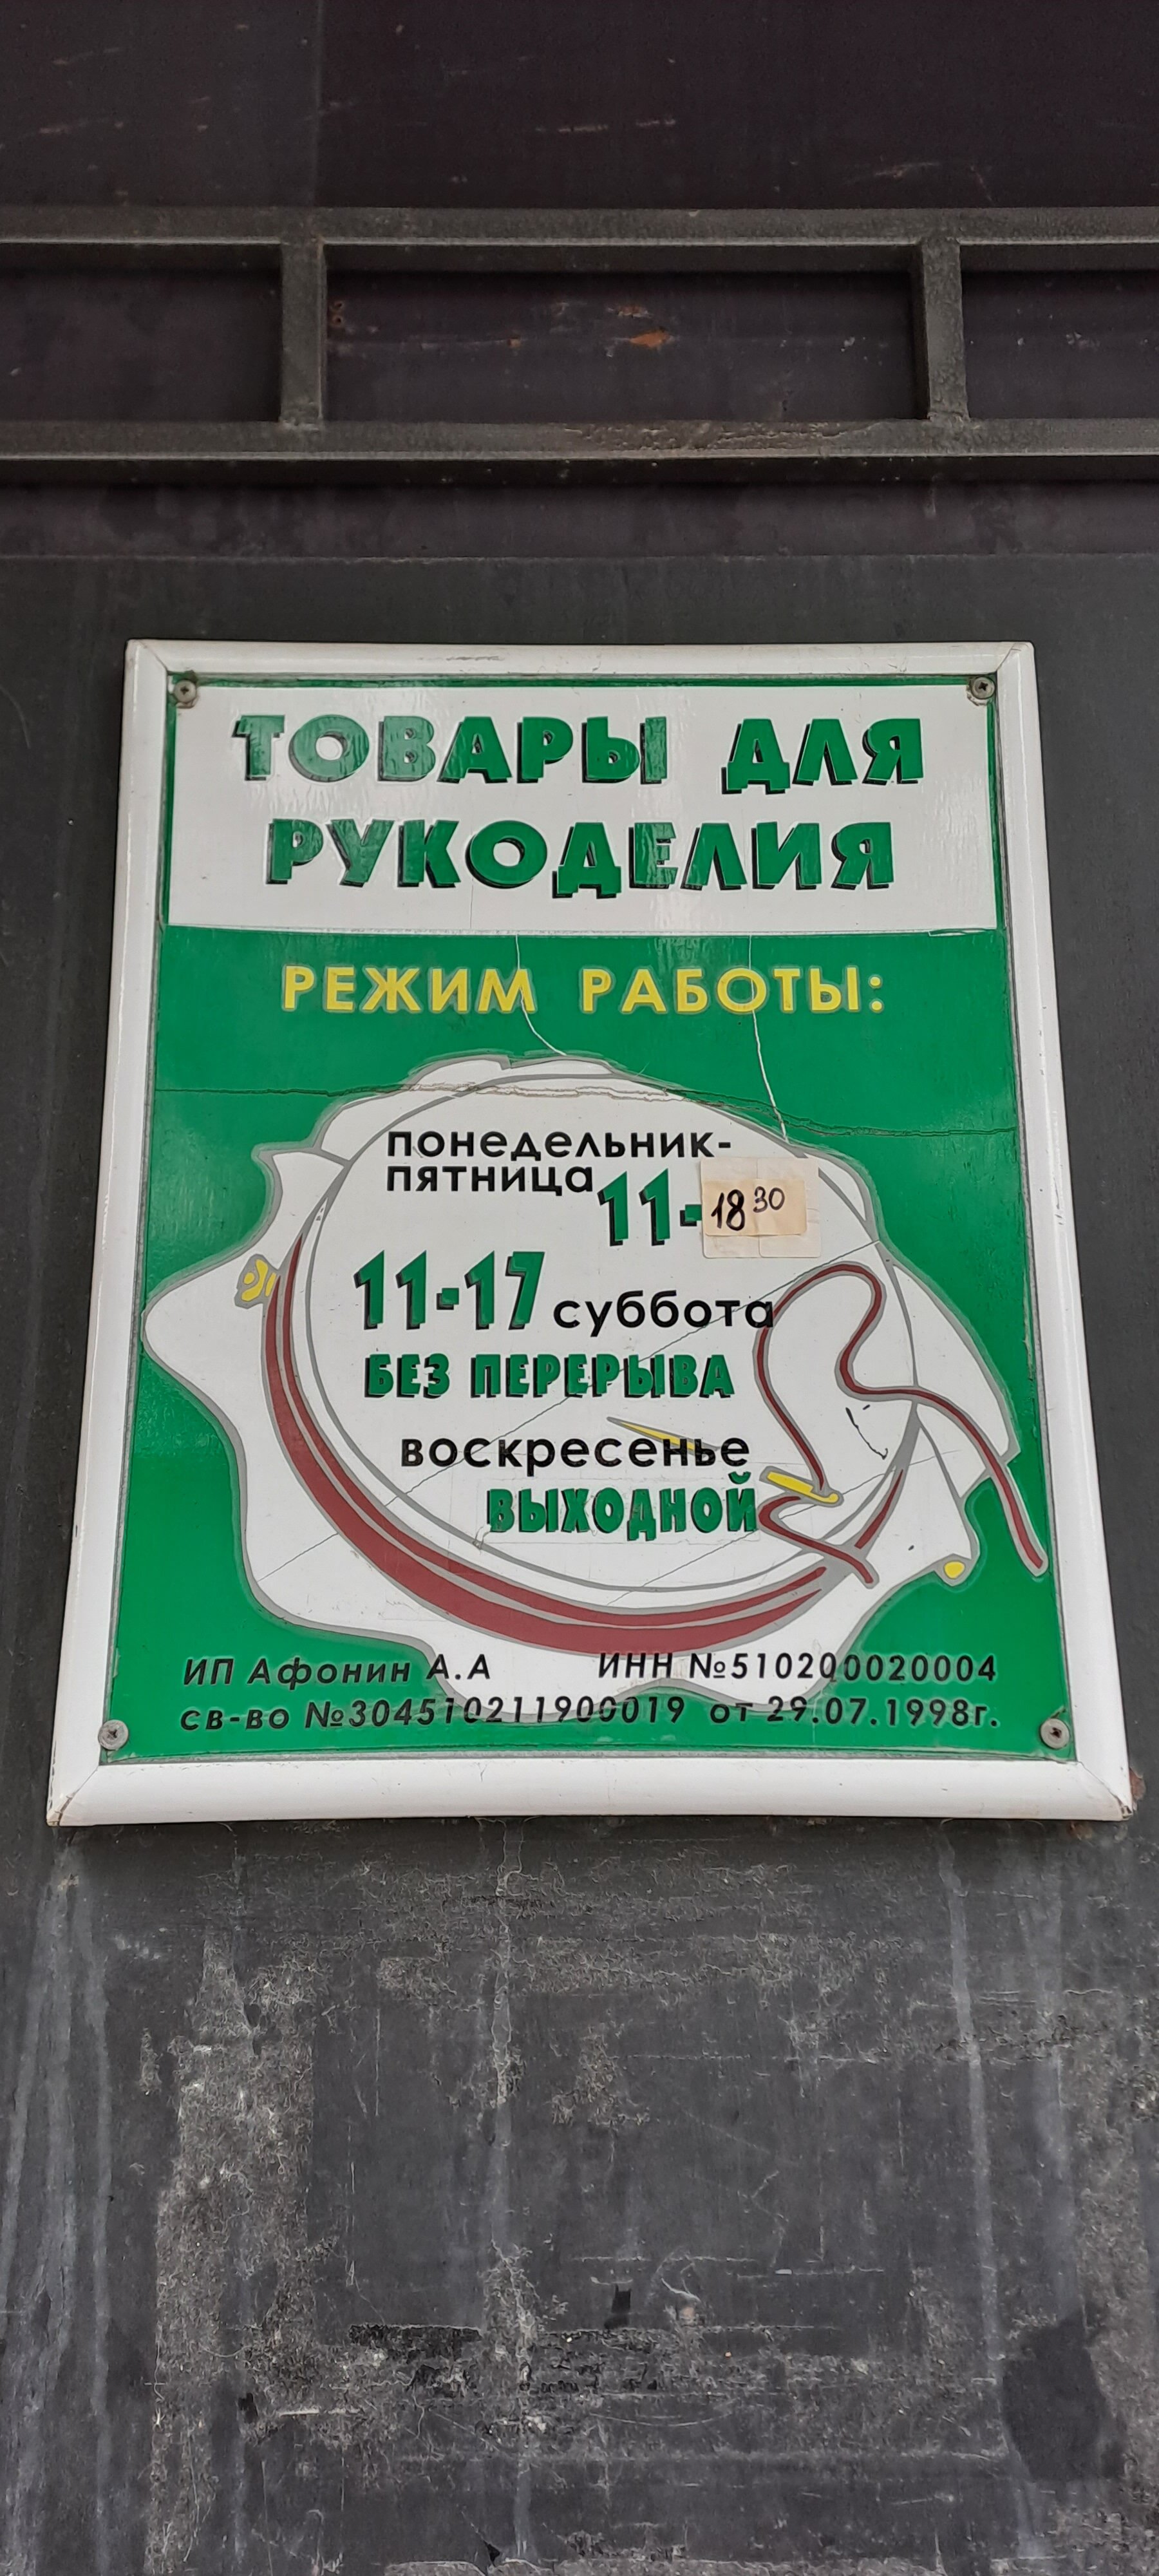 ТОВАРЫ ДЛЯ
РУКОДЕЛИЯ
РЕЖИМ РАБОТЫ:
понедельник-
пятница 11-18 30
11-17 суббота
БЕЗ ПЕРЕРЫВА
воскресенье
ВЫХОДНОЙ
ИП Афонин А.А ИНН №510200020004
св-во №304510211900019 от 29.07.1998г.